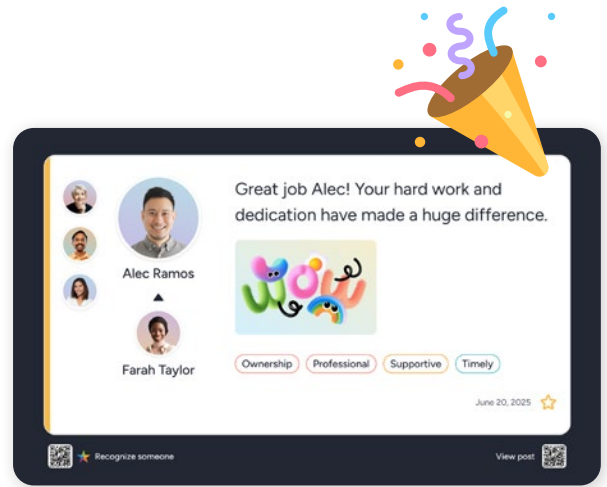 Great job Alec! Your hard work and
dedication have made a huge difference.
Alec Ramos
WOW
Farah Taylor
Ownership
Professional
Supportive
Timely
June 20, 2025
Recognize someone
View post